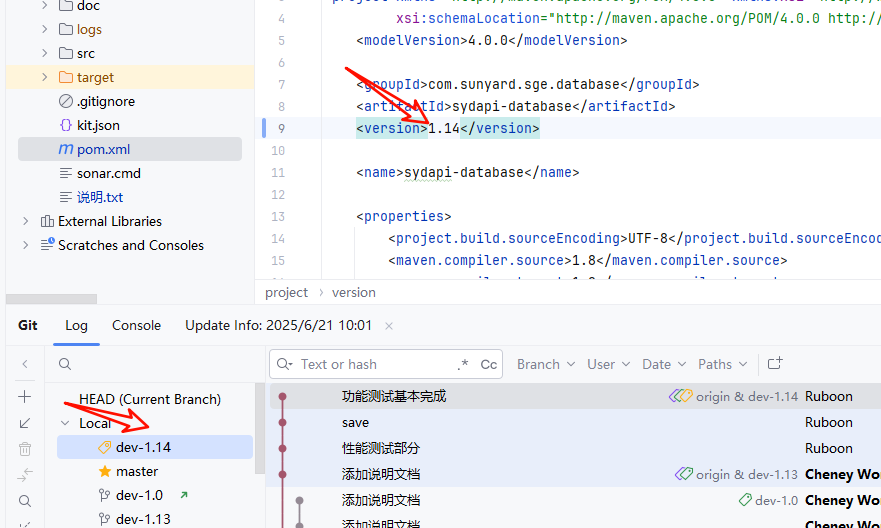 doc
logs
src
target
.gitignore
kit.json
pom.xml
sonar.cmd
说明.txt
External Libraries
Scratches and Consoles
4 xsi:schemaLocation="http://maven.apache.org/POM/4.0.0 http:/
5 <modelVersion>4.0.0</modelVersion>
6
7 <groupId>com.sunyard.sge.database</groupId>
8 <artifactId>sydapi-database</artifactId>
9 <version>1.14</version>
10
11 <name>sydapi-database</name>
12
13 <properties>
14 <project.build.sourceEncoding>UTF-8</project.build.sourceEncod
15 <maven.compiler.source>1.8</maven.compiler.source>
project > version
Git Log Console Update Info: 2025/6/21 10:01 ×
Text or hash .* Cc Branch User Date Paths
HEAD (Current Branch)
Local
dev-1.14
master
dev-1.0
dev-1.13
功能测试基本完成 origin & dev-1.14 Ruboon
save Ruboon
性能测试部分 Ruboon
添加说明文档 origin & dev-1.13 Cheney Wo
添加说明文档 dev-1.0 Cheney Wo
添加说明文档 Cheney Wo